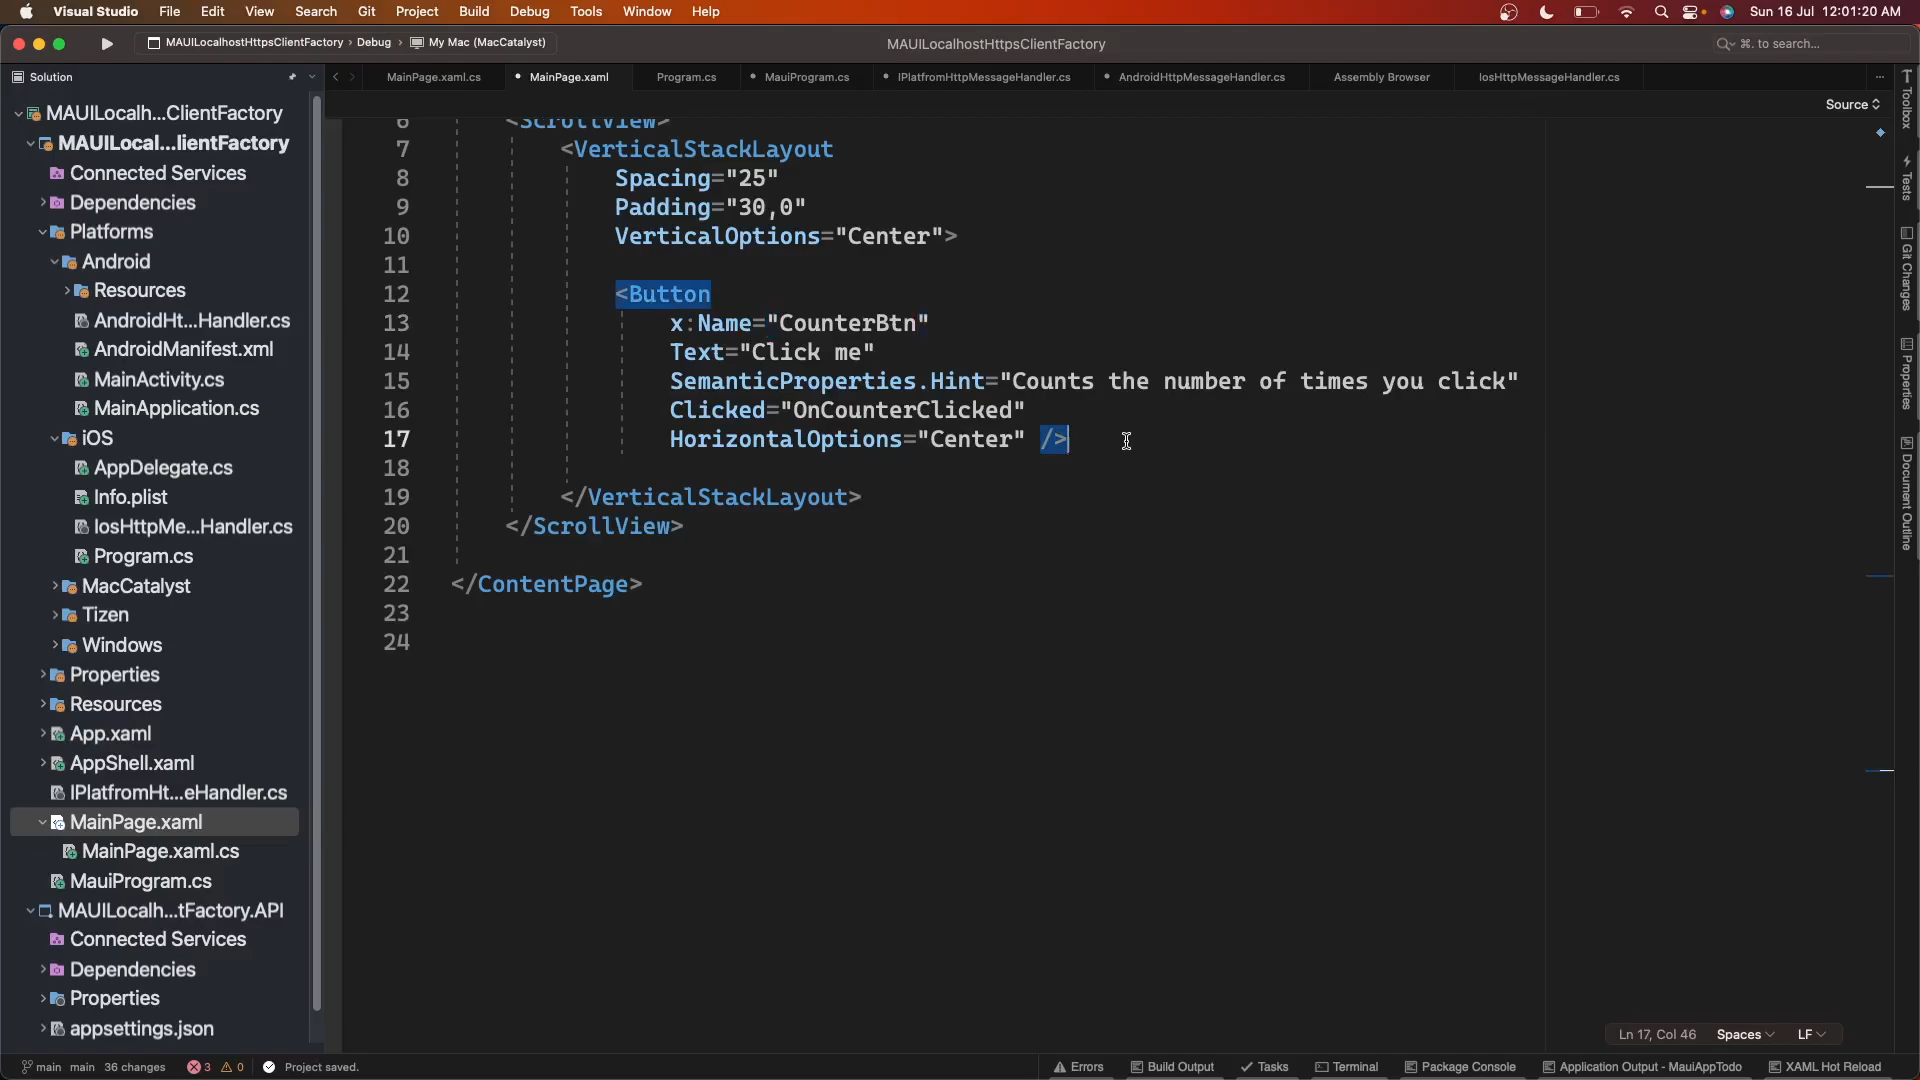 Visual Studio File Edit View Search Git Project Build Debug Tools Window Help Sun 16 Jul 12:01:20 AM
MAUILocalhostHttpsClientFactory › Debug › My Mac (MacCatalyst) MAUILocalhostHttpsClientFactory ⌘. to search...
Solution MainPage.xaml.cs MainPage.xaml Program.cs MauiProgram.cs IPlatfromHttpMessageHandler.cs AndroidHttpMessageHandler.cs Assembly Browser IosHttpMessageHandler.cs
Source
MAUILocalh...ClientFactory
MAUILocal...lientFactory
Connected Services
Dependencies
Platforms
Android
Resources
AndroidHt...Handler.cs
AndroidManifest.xml
MainActivity.cs
MainApplication.cs
iOS
AppDelegate.cs
Info.plist
IosHttpMe...Handler.cs
Program.cs
MacCatalyst
Tizen
Windows
Properties
Resources
App.xaml
AppShell.xaml
IPlatfromHt...eHandler.cs
MainPage.xaml
MainPage.xaml.cs
MauiProgram.cs
MAUILocalh...tFactory.API
Connected Services
Dependencies
Properties
appsettings.json
6 <ScrollView>
7 <VerticalStackLayout
8 Spacing="25"
9 Padding="30,0"
10 VerticalOptions="Center">
11
12 <Button
13 x:Name="CounterBtn"
14 Text="Click me"
15 SemanticProperties.Hint="Counts the number of times you click"
16 Clicked="OnCounterClicked"
17 HorizontalOptions="Center" />
18
19 </VerticalStackLayout>
20 </ScrollView>
21
22 </ContentPage>
23
24
Toolbox
Tests
Git Changes
Properties
Document Outline
Ln 17, Col 46 Spaces LF
main main 36 changes 3 0 Project saved. Errors Build Output Tasks Terminal Package Console Application Output - MauiAppTodo XAML Hot Reload